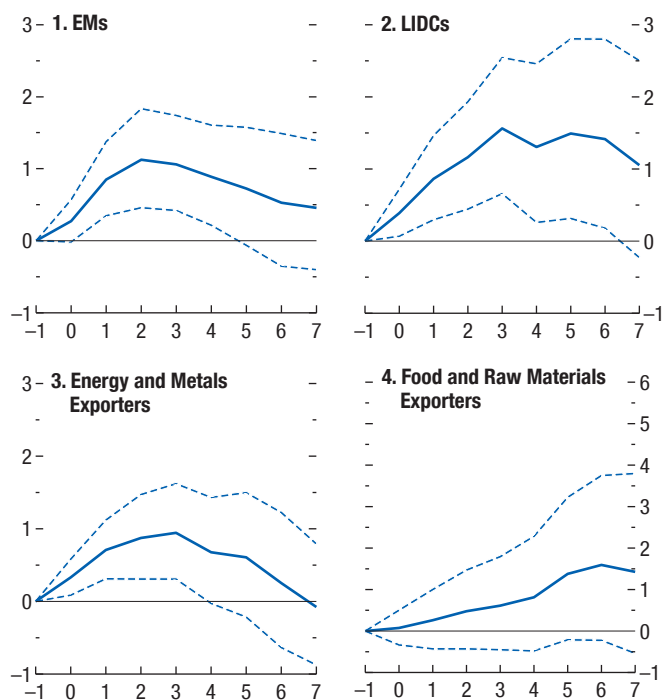 1. EMs
3
2
1
0
–1
–1 0 1 2 3 4 5 6 7
2. LIDCs
3
2
1
0
–1
–1 0 1 2 3 4 5 6 7
3. Energy and Metals
Exporters
3
2
1
0
–1
–1 0 1 2 3 4 5 6 7
4. Food and Raw Materials
Exporters
6
5
4
3
2
1
0
–1
–1 0 1 2 3 4 5 6 7